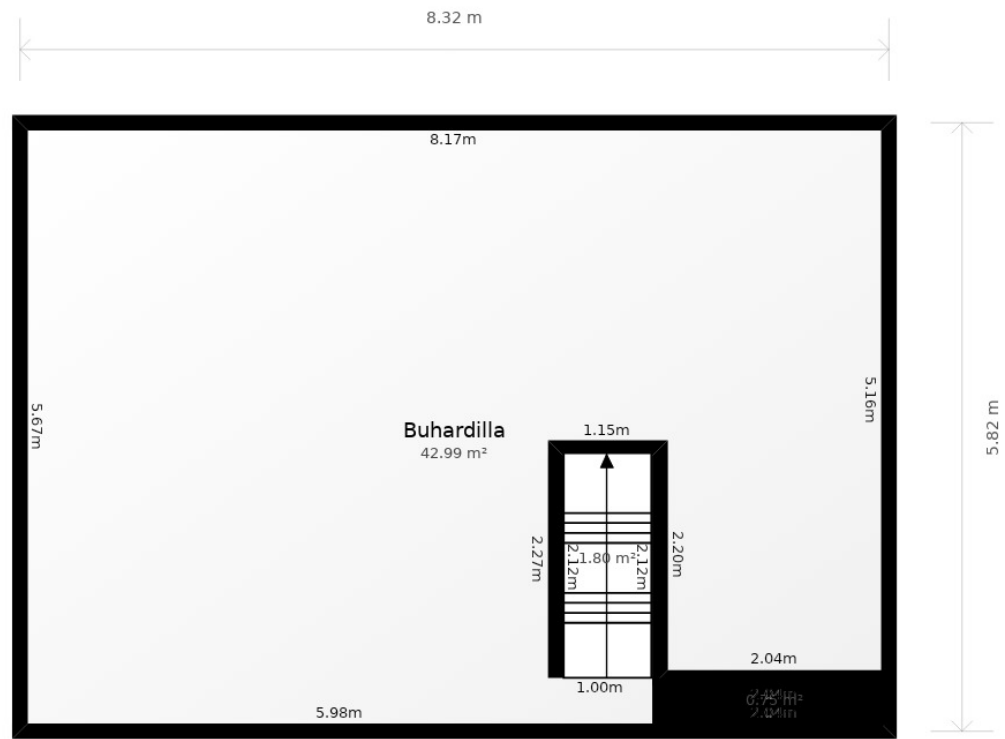 8.32 m
8.17m
5.67m
5.16m
5.82 m
Buhardilla
42.99 m²
1.15m
2.27m
2.12m
1.80 m²
2.12m
2.20m
2.04m
1.00m
0.75 m²
5.98m